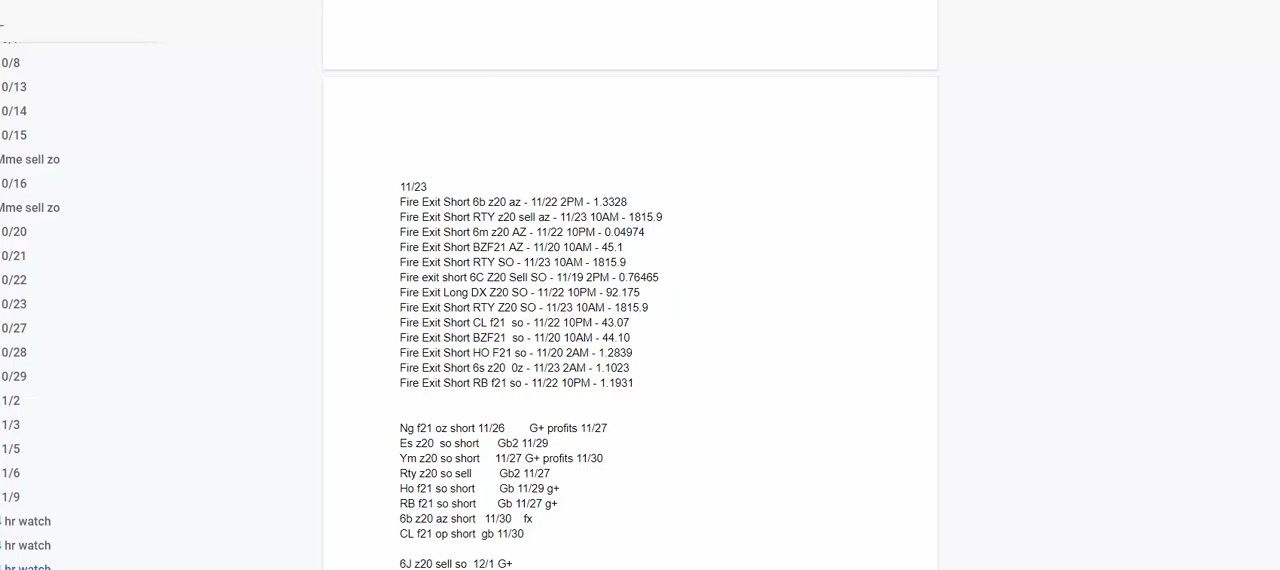 0/8
0/13
0/14
0/15
Mme sell zo
0/16
Mme sell zo
0/20
0/21
0/22
0/23
0/27
0/28
0/29
1/2
1/3
1/5
1/6
1/9
hr watch
hr watch
hr watch
11/23
Fire Exit Short 6b z20 az - 11/22 2PM - 1.3328
Fire Exit Short RTY z20 sell az - 11/23 10AM - 1815.9
Fire Exit Short 6m z20 AZ - 11/22 10PM - 0.04974
Fire Exit Short BZF21 AZ - 11/20 10AM - 45.1
Fire Exit Short RTY SO - 11/23 10AM - 1815.9
Fire exit short 6C Z20 Sell SO - 11/19 2PM - 0.76465
Fire Exit Long DX Z20 SO - 11/22 10PM - 92.175
Fire Exit Short RTY Z20 SO - 11/23 10AM - 1815.9
Fire Exit Short CL f21 so - 11/22 10PM - 43.07
Fire Exit Short BZF21 so - 11/20 10AM - 44.10
Fire Exit Short HO F21 so - 11/20 2AM - 1.2839
Fire Exit Short 6s z20 0z - 11/23 2AM - 1.1023
Fire Exit Short RB f21 so - 11/22 10PM - 1.1931
Ng f21 oz short 11/26 G+ profits 11/27
Es z20 so short Gb2 11/29
Ym z20 so short 11/27 G+ profits 11/30
Rty z20 so sell Gb2 11/27
Ho f21 so short Gb 11/29 g+
RB f21 so short Gb 11/27 g+
6b z20 az short 11/30 fx
CL f21 op short gb 11/30
6J z20 sell so 12/1 G+